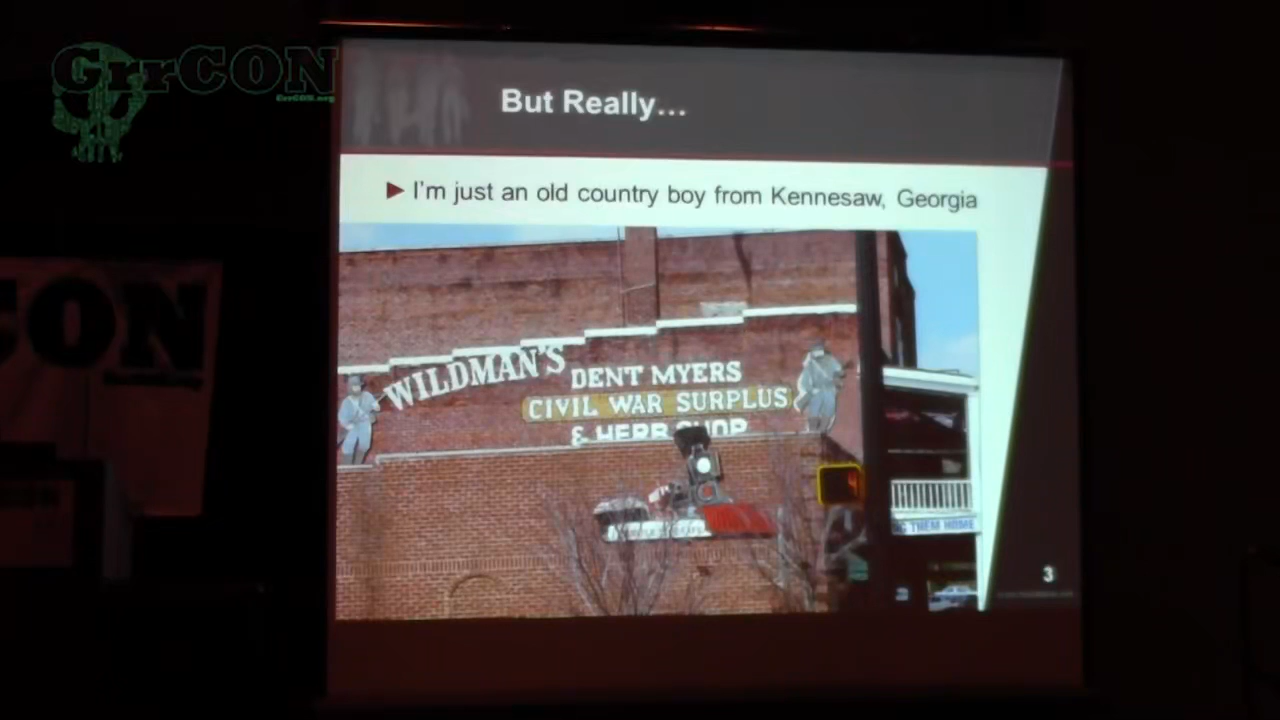 GrrCON
GrrCON.org
But Really...
► I'm just an old country boy from Kennesaw, Georgia
WILDMAN'S
DENT MYERS
CIVIL WAR SURPLUS
& HERB SHOP
THEM HOME
CON
3